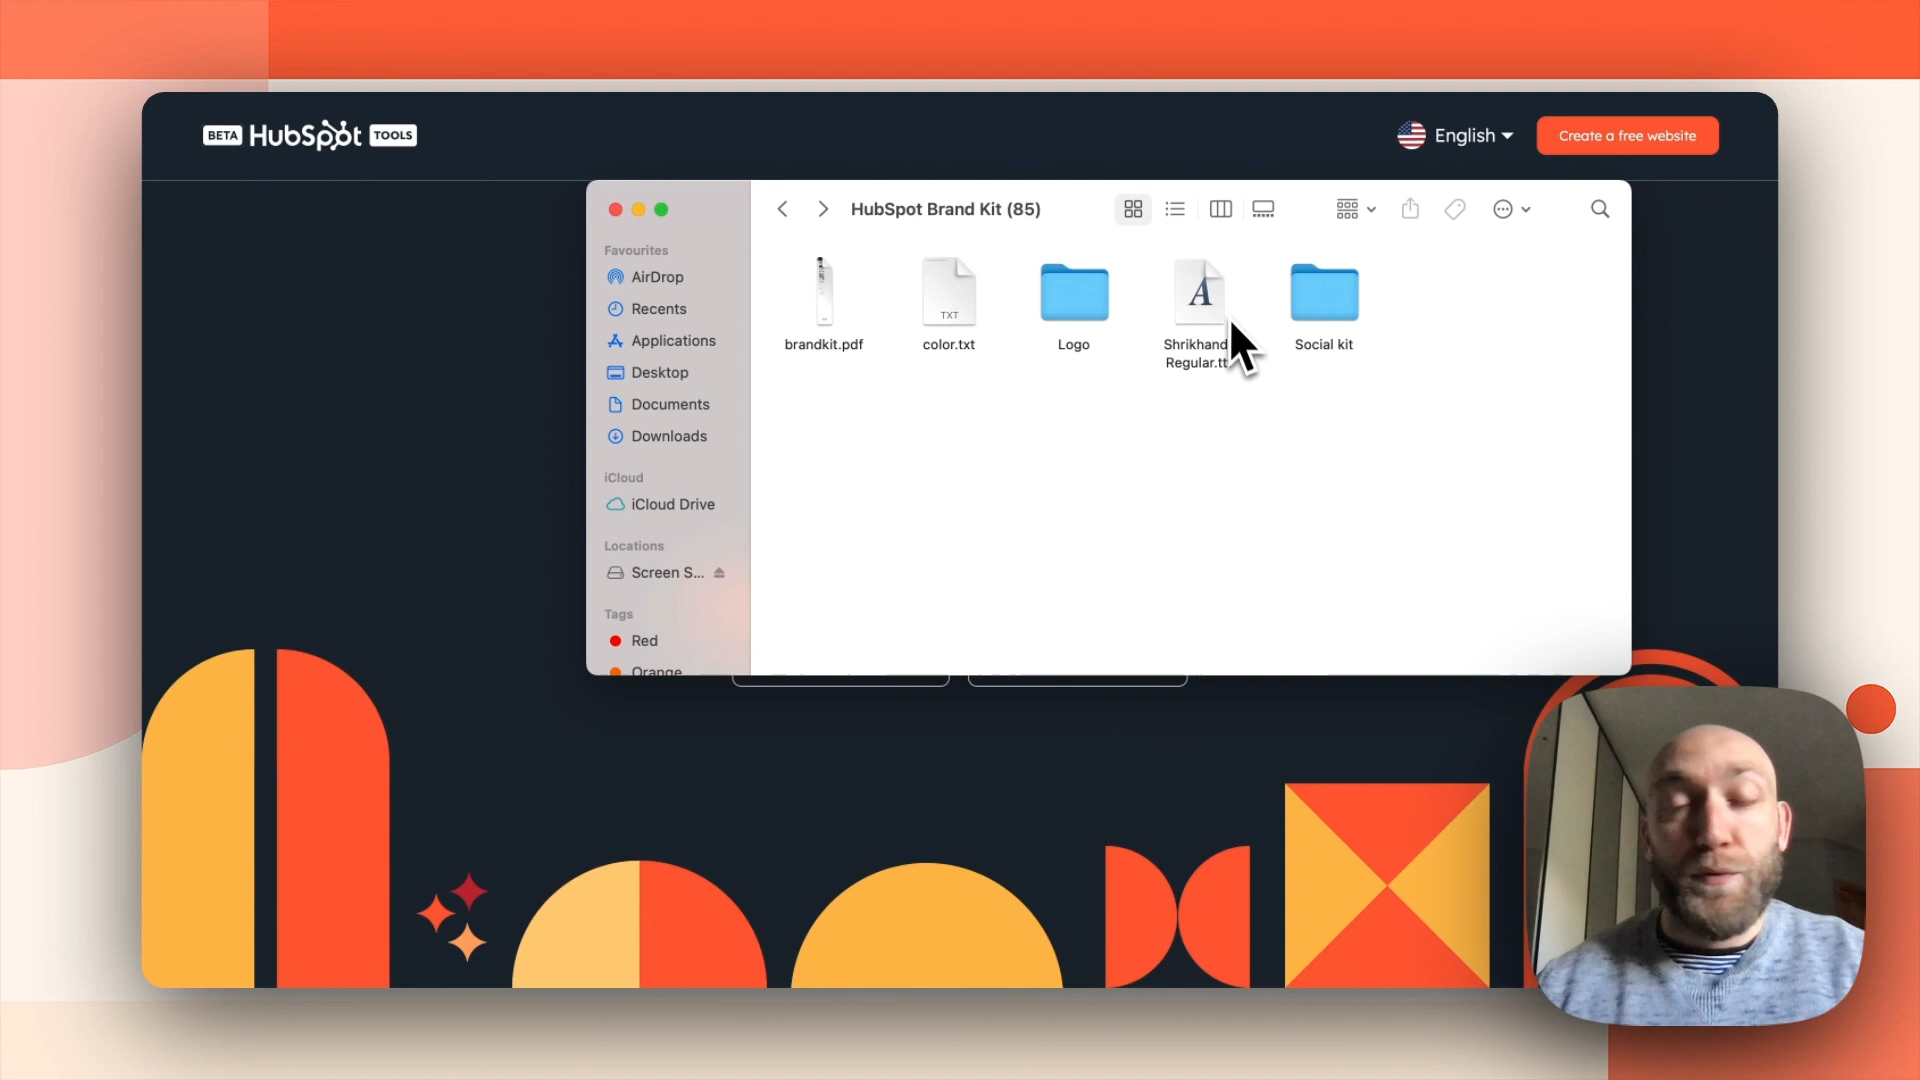 BETA HubSpot TOOLS
English
Create a free website
HubSpot Brand Kit (85)
Favourites
AirDrop
Recents
Applications
Desktop
Documents
Downloads
iCloud
iCloud Drive
Locations
Screen S...
Tags
Red
Orange
brandkit.pdf
TXT
color.txt
Logo
A
Shrikhand
Regular.tt
Social kit